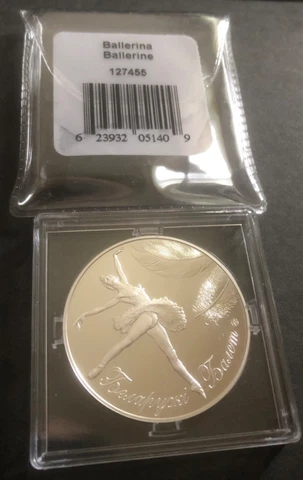 Ballerina
Ballerine
127455
6 23932 05140 9
Беларускі Балет